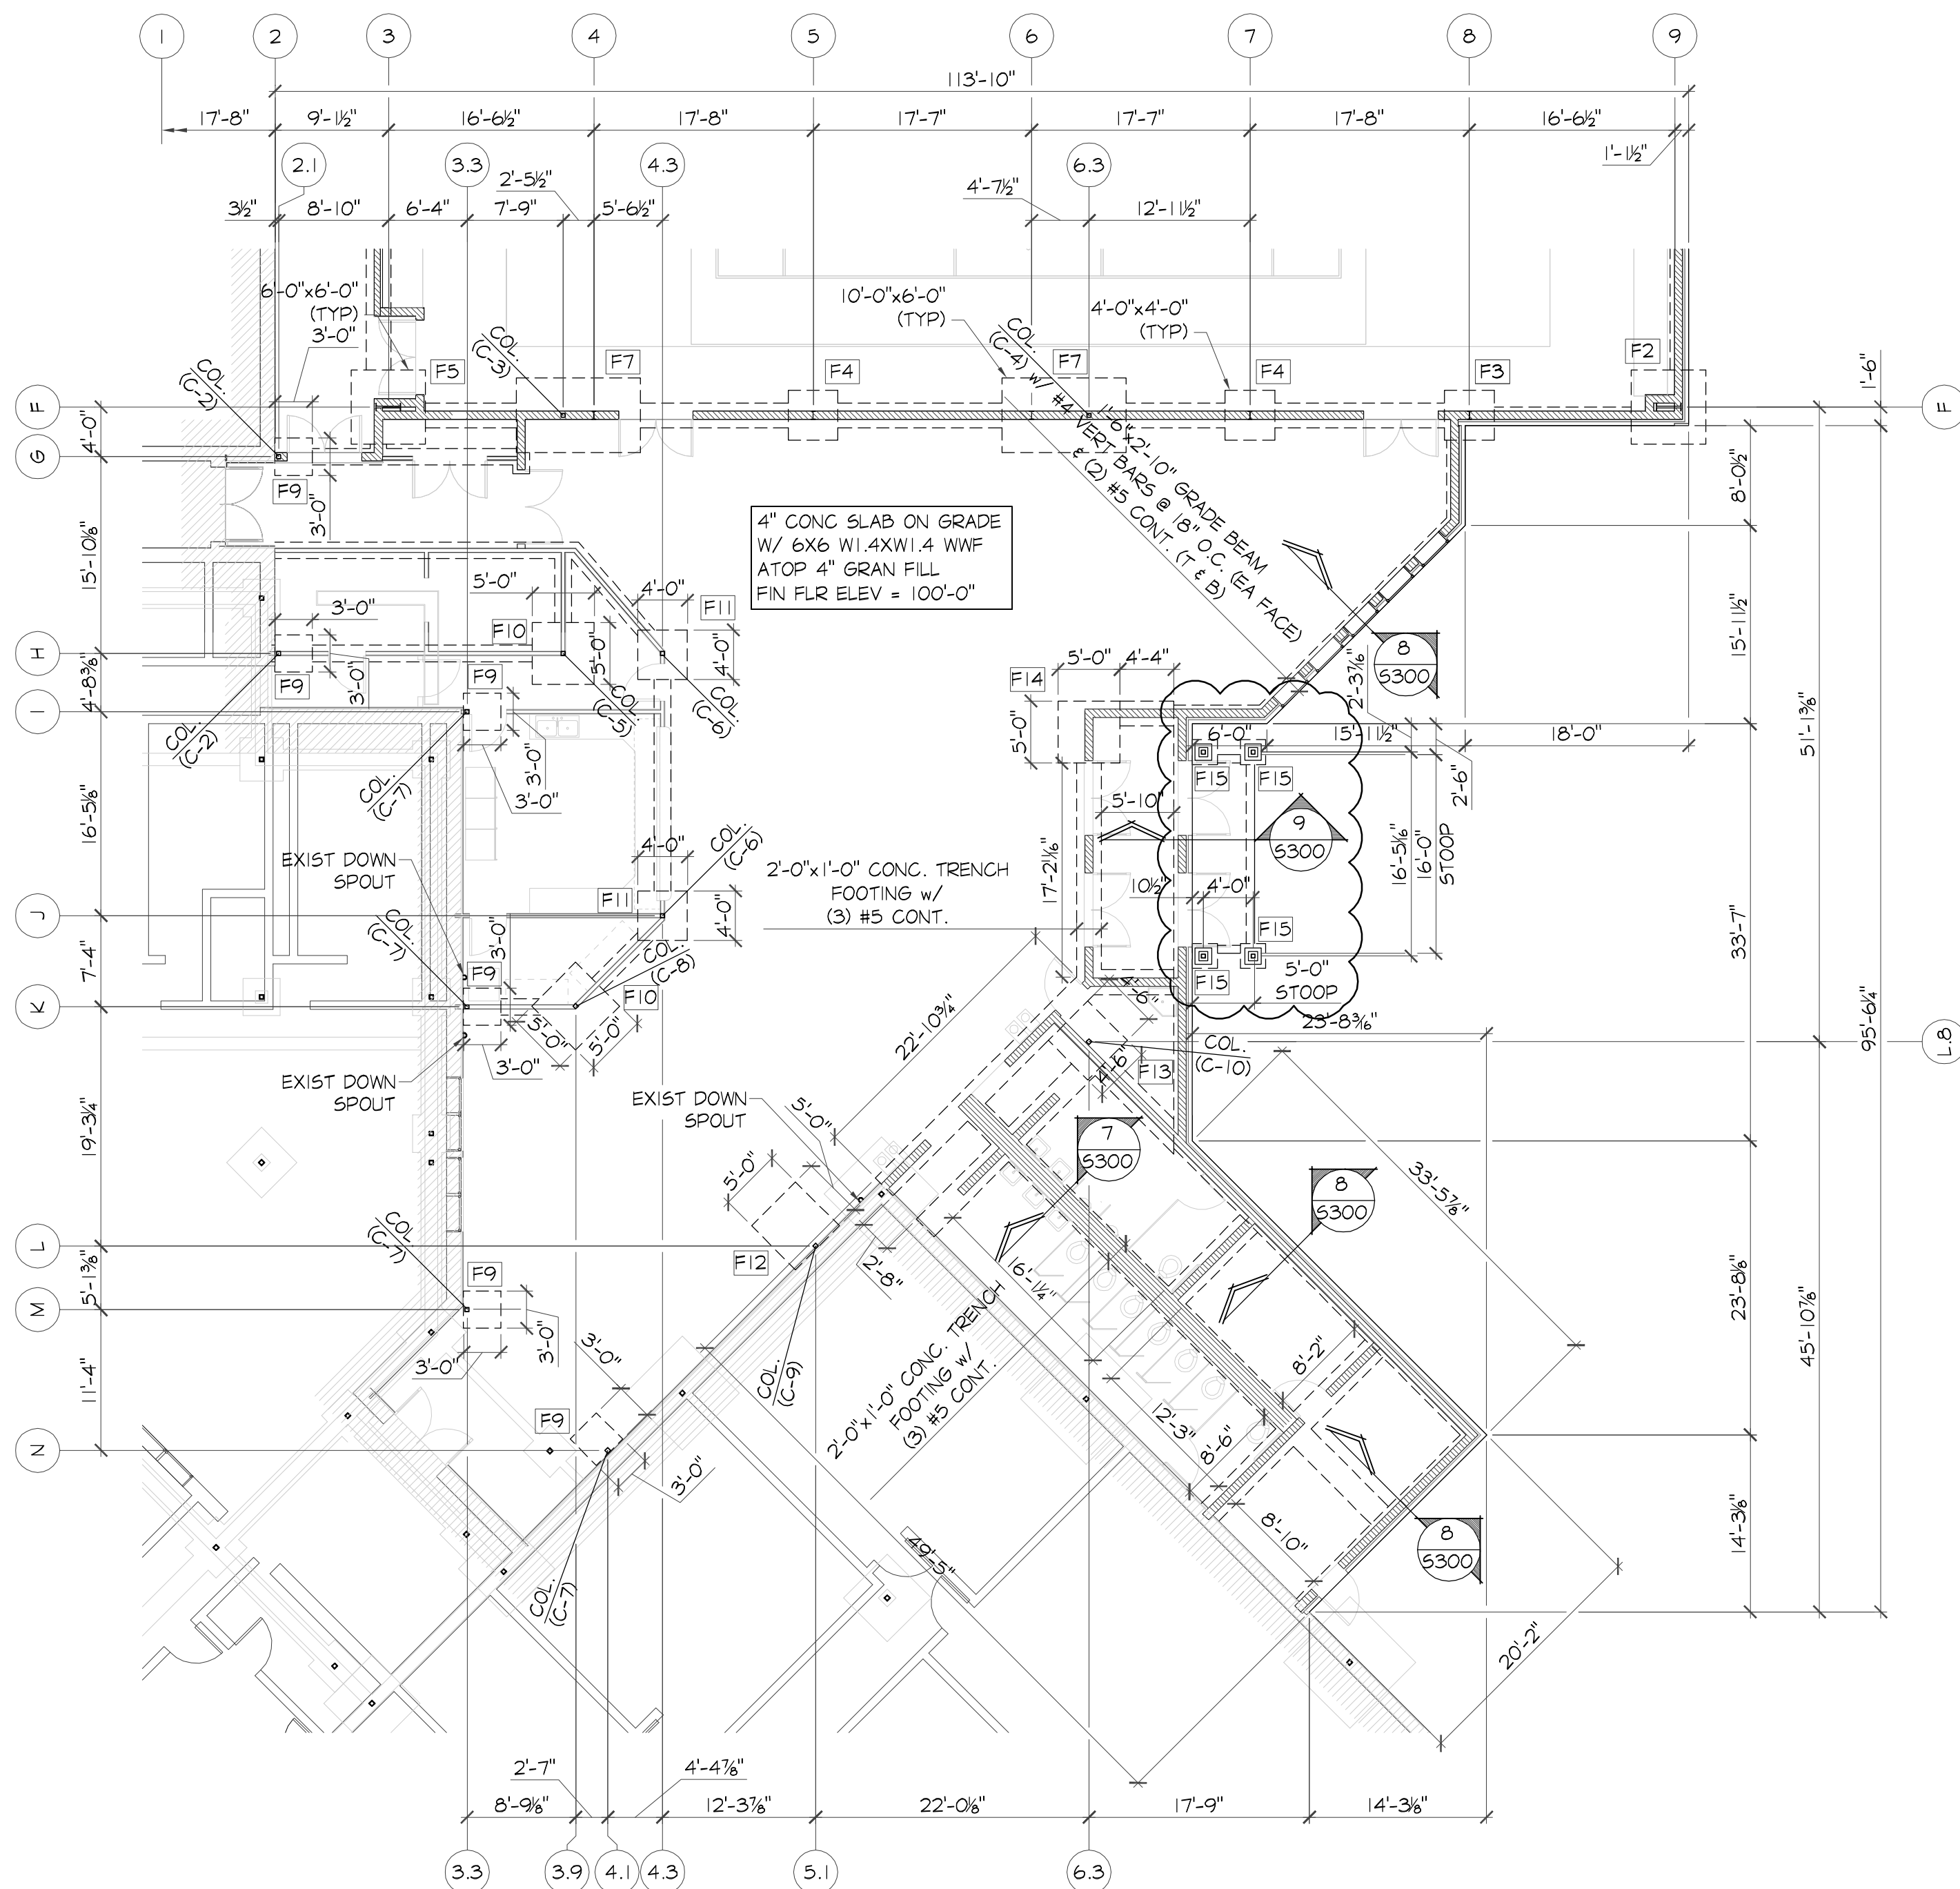 1
2
3
4
5
6
7
8
9
113'-10"
17'-8"
9'-1½"
16'-6½"
17'-8"
17'-7"
17'-7"
17'-8"
16'-6½"
1'-1½"
2.1
3.3
4.3
6.3
2'-5½"
4'-7½"
3½"
8'-10"
6'-4"
7'-9"
5'-6½"
12'-11½"
6'-0"x6'-0"
(TYP)
3'-0"
10'-0"x6'-0"
(TYP)
4'-0"x4'-0"
(TYP)
COL.
(C-2)
COL.
(C-3)
COL.
(C-4) w/
F5
F7
F4
F7
F4
F3
F2
1'-6"
F
F
4'-0"
G
F9
3'-0"
1'-6"x2'-10" GRADE BEAM
#4 VERT BARS @ 18" O.C. (EA FACE)
& (2) #5 CONT. (T & B)
8'-0½"
4" CONC SLAB ON GRADE
W/ 6X6 W1.4XW1.4 WWF
ATOP 4" GRAN FILL
FIN FLR ELEV = 100'-0"
15'-10⅛"
5'-0"
4'-0"
F11
3'-0"
F10
5'-0"
4'-0"
15'-11½"
H
F9
3'-0"
F9
COL.
(C-5)
COL.
(C-6)
8
S300
2'-3⁷⁄₁₆"
4'-8⅜"
I
COL.
(C-2)
COL.
(C-7)
3'-0"
3'-0"
F14
5'-0"
4'-4"
5'-0"
6'-0"
15'-11½"
18'-0"
F15
F15
2'-6"
51'-1⅜"
16'-5⅛"
EXIST DOWN
SPOUT
4'-0"
COL.
(C-6)
5'-10"
9
S300
16'-5⁵⁄₁₆"
16'-0"
STOOP
2'-0"x1'-0" CONC. TRENCH
FOOTING w/
(3) #5 CONT.
17'-2¹⁄₁₆"
10½"
4'-0"
J
F11
4'-0"
F15
F15
5'-0"
STOOP
33'-7"
7'-4"
COL.
(C-7)
3'-0"
F9
COL.
(C-8)
F10
5'-0"
5'-0"
3'-0"
K
EXIST DOWN
SPOUT
22'-10¾"
4'-6"
4'-6"
F13
COL.
(C-10)
23'-8³⁄₁₆"
L.8
95'-6¼"
EXIST DOWN
SPOUT
5'-0"
5'-0"
19'-3¼"
7
S300
8
S300
33'-5⅞"
COL.
(C-7)
F9
3'-0"
3'-0"
L
F12
2'-8"
16'-1¼"
5'-1⅜"
M
3'-0"
F9
3'-0"
COL.
(C-9)
2'-0"x1'-0" CONC. TRENCH
FOOTING w/
(3) #5 CONT.
8'-2"
12'-3"
8'-6"
8'-10"
23'-8⅛"
45'-10⅞"
11'-4"
N
COL.
(C-7)
49'-5"
8
S300
14'-3⅛"
20'-2"
2'-7"
4'-4⅞"
8'-9⅛"
12'-3⅞"
22'-0⅛"
17'-9"
14'-3⅛"
3.3
3.9
4.1
4.3
5.1
6.3